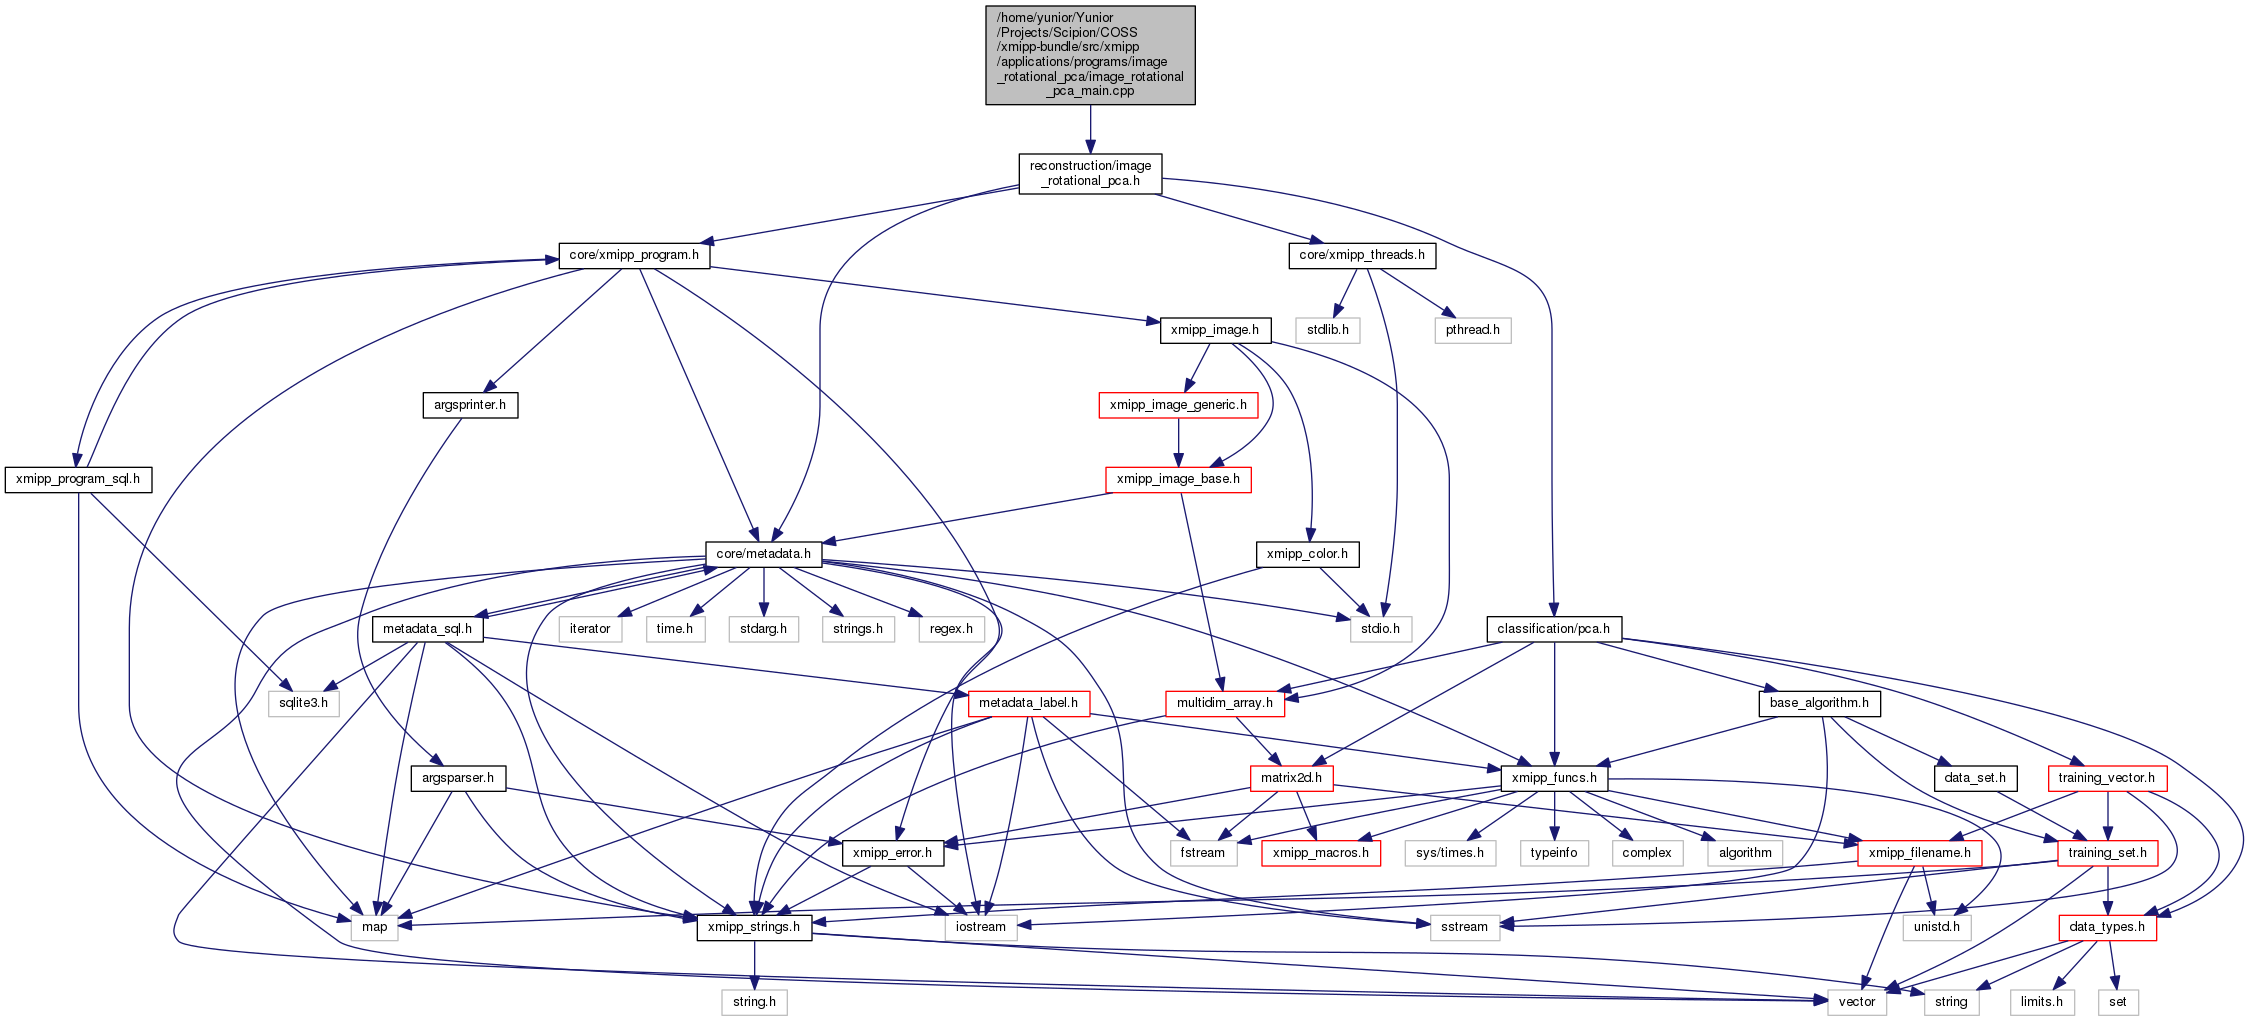 /home/yunior/Yunior
/Projects/Scipion/COSS
/xmipp-bundle/src/xmipp
/applications/programs/image
_rotational_pca/image_rotational
_pca_main.cpp
reconstruction/image
_rotational_pca.h
core/xmipp_program.h
core/xmipp_threads.h
xmipp_image.h
stdlib.h
pthread.h
argsprinter.h
xmipp_image_generic.h
xmipp_program_sql.h
xmipp_image_base.h
core/metadata.h
xmipp_color.h
metadata_sql.h
iterator
time.h
stdarg.h
strings.h
regex.h
stdio.h
classification/pca.h
sqlite3.h
metadata_label.h
multidim_array.h
base_algorithm.h
argsparser.h
matrix2d.h
xmipp_funcs.h
data_set.h
training_vector.h
xmipp_error.h
fstream
xmipp_macros.h
sys/times.h
typeinfo
complex
algorithm
xmipp_filename.h
training_set.h
map
xmipp_strings.h
iostream
sstream
unistd.h
data_types.h
string.h
vector
string
limits.h
set